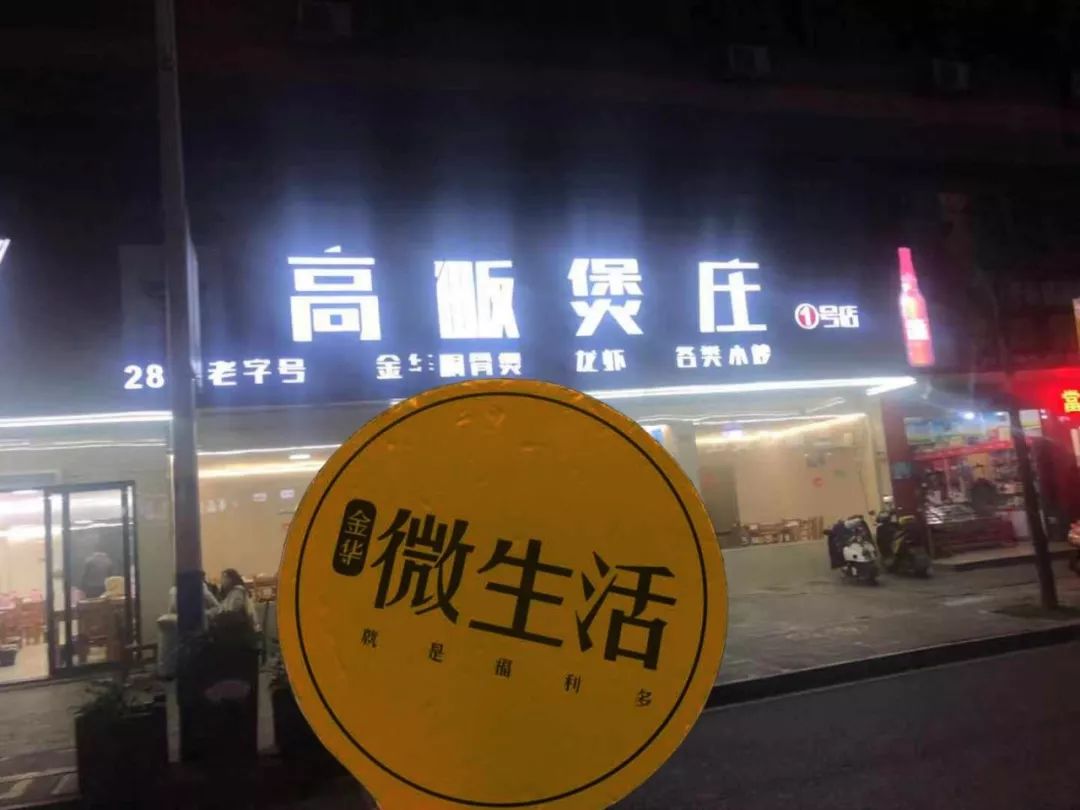 高畈煲庄 ①号店
28 老字号 金华 骨煲 龙虾 各类小炒
金华
微生活
就是福利多